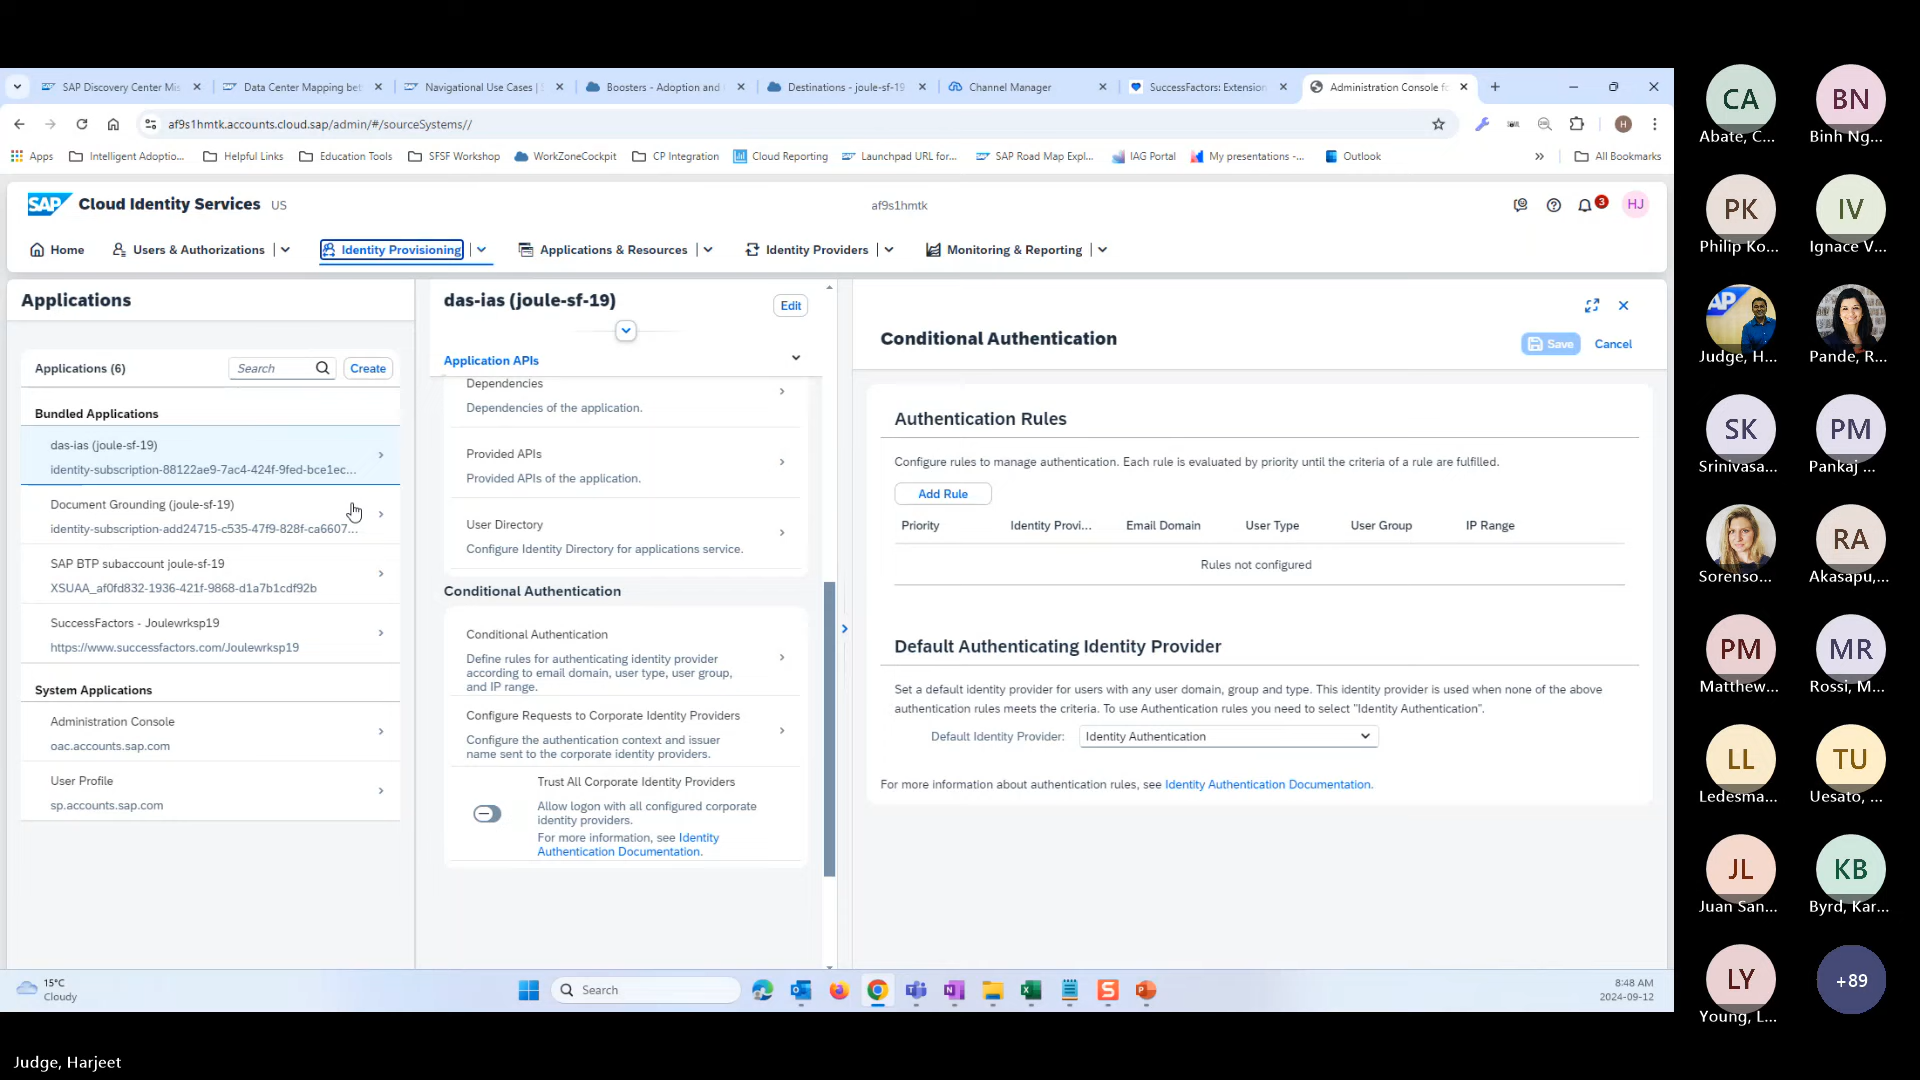 SAP Discovery Center Mis
Data Center Mapping bet
Navigational Use Cases | S
Boosters - Adoption and
Destinations - joule-sf-19
Channel Manager
SuccessFactors: Extension
Administration Console fo
af9s1hmtk.accounts.cloud.sap/admin/#/sourceSystems//
H
Apps
Intelligent Adoptio...
Helpful Links
Education Tools
SFSF Workshop
WorkZoneCockpit
CP Integration
Cloud Reporting
Launchpad URL for...
SAP Road Map Expl...
IAG Portal
My presentations -...
Outlook
»
All Bookmarks
SAP Cloud Identity Services US
af9s1hmtk
3
HJ
Home
Users & Authorizations
Identity Provisioning
Applications & Resources
Identity Providers
Monitoring & Reporting
Applications
Applications (6)
Search
Create
Bundled Applications
das-ias (joule-sf-19)
identity-subscription-88122ae9-7ac4-424f-9fed-bce1ec...
Document Grounding (joule-sf-19)
identity-subscription-add24715-c535-47f9-828f-ca6607...
SAP BTP subaccount joule-sf-19
XSUAA_af0fd832-1936-421f-9868-d1a7b1cdf92b
SuccessFactors - Joulewrksp19
https://www.successfactors.com/Joulewrksp19
System Applications
Administration Console
oac.accounts.sap.com
User Profile
sp.accounts.sap.com
das-ias (joule-sf-19)
Edit
Application APIs
Dependencies
Dependencies of the application.
Provided APIs
Provided APIs of the application.
User Directory
Configure Identity Directory for applications service.
Conditional Authentication
Conditional Authentication
Define rules for authenticating identity provider
according to email domain, user type, user group,
and IP range.
Configure Requests to Corporate Identity Providers
Configure the authentication context and issuer
name sent to the corporate identity providers.
Trust All Corporate Identity Providers
Allow logon with all configured corporate
identity providers.
For more information, see Identity
Authentication Documentation.
Conditional Authentication
Save
Cancel
Authentication Rules
Configure rules to manage authentication. Each rule is evaluated by priority until the criteria of a rule are fulfilled.
Add Rule
Priority
Identity Provi...
Email Domain
User Type
User Group
IP Range
Rules not configured
Default Authenticating Identity Provider
Set a default identity provider for users with any user domain, group and type. This identity provider is used when none of the above
authentication rules meets the criteria. To use Authentication rules you need to select "Identity Authentication".
Default Identity Provider:
Identity Authentication
For more information about authentication rules, see Identity Authentication Documentation.
15°C
Cloudy
Search
8:48 AM
2024-09-12
CA
Abate, C...
BN
Binh Ng...
PK
Philip Ko...
IV
Ignace V...
Judge, H...
Pande, R...
SK
Srinivasa...
PM
Pankaj ...
Sorenso...
RA
Akasapu,...
PM
Matthew...
MR
Rossi, M...
LL
Ledesma...
TU
Uesato, ...
JL
Juan San...
KB
Byrd, Kar...
LY
Young, L...
+89
Judge, Harjeet